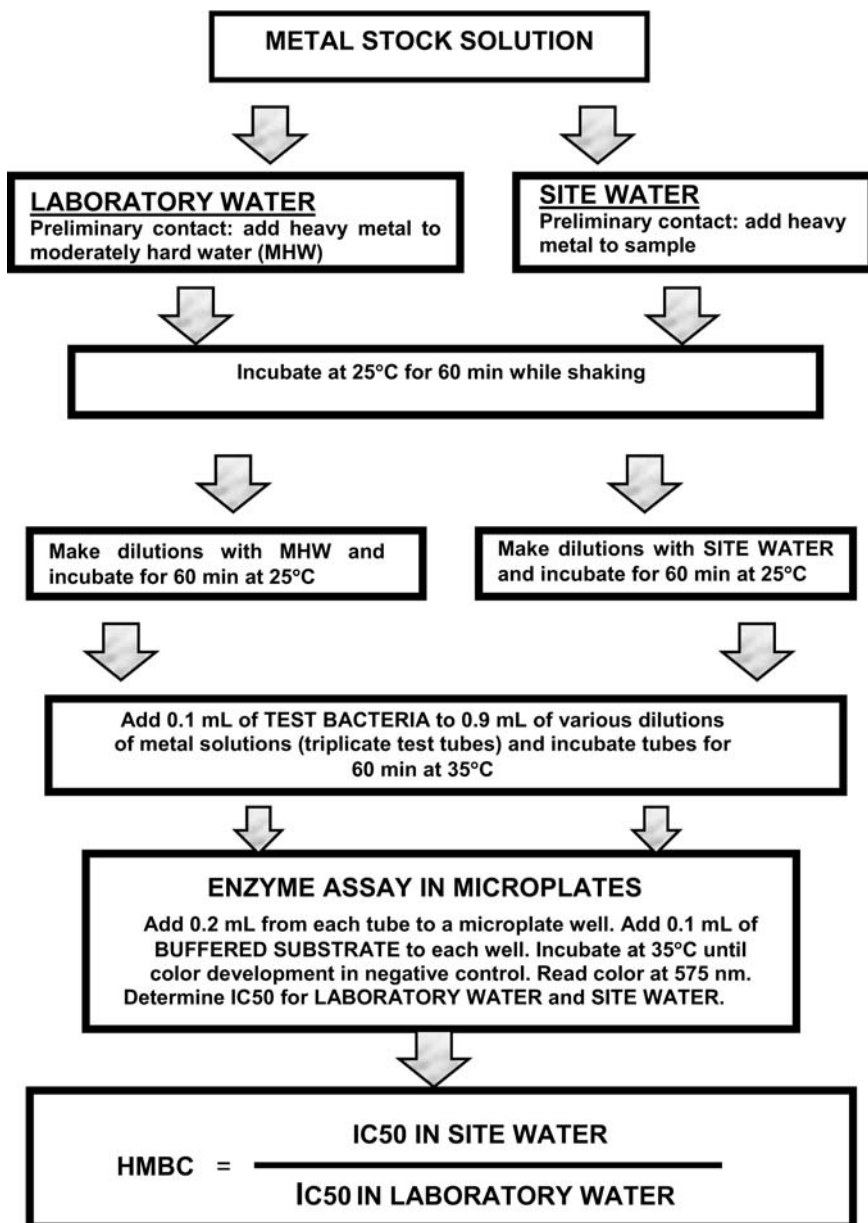 METAL STOCK SOLUTION
LABORATORY WATER
Preliminary contact: add heavy metal to
moderately hard water (MHW)
SITE WATER
Preliminary contact: add heavy
metal to sample
Incubate at 25°C for 60 min while shaking
Make dilutions with MHW and
incubate for 60 min at 25°C
Make dilutions with SITE WATER
and incubate for 60 min at 25°C
Add 0.1 mL of TEST BACTERIA to 0.9 mL of various dilutions
of metal solutions (triplicate test tubes) and incubate tubes for
60 min at 35°C
ENZYME ASSAY IN MICROPLATES
Add 0.2 mL from each tube to a microplate well. Add 0.1 mL of
BUFFERED SUBSTRATE to each well. Incubate at 35°C until
color development in negative control. Read color at 575 nm.
Determine IC50 for LABORATORY WATER and SITE WATER.
IC50 IN SITE WATER
HMBC =
IC50 IN LABORATORY WATER